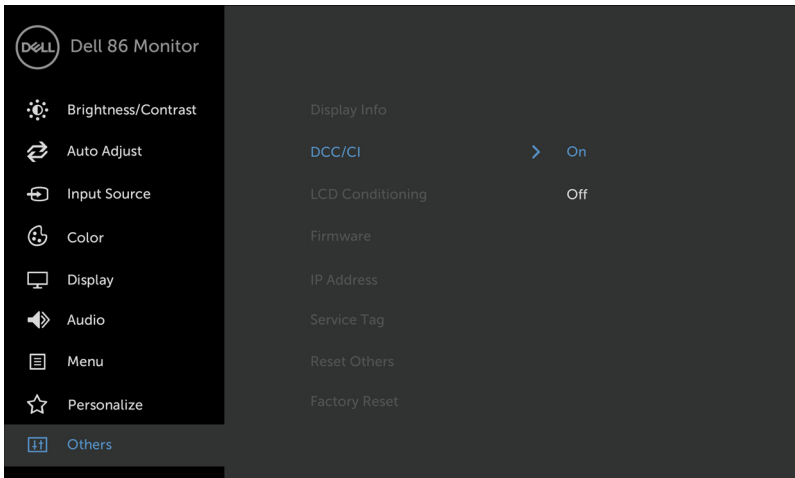 DELL Dell 86 Monitor
Brightness/Contrast
Auto Adjust
Input Source
Color
Display
Audio
Menu
Personalize
Others
Display Info
DCC/CI On
LCD Conditioning Off
Firmware
IP Address
Service Tag
Reset Others
Factory Reset